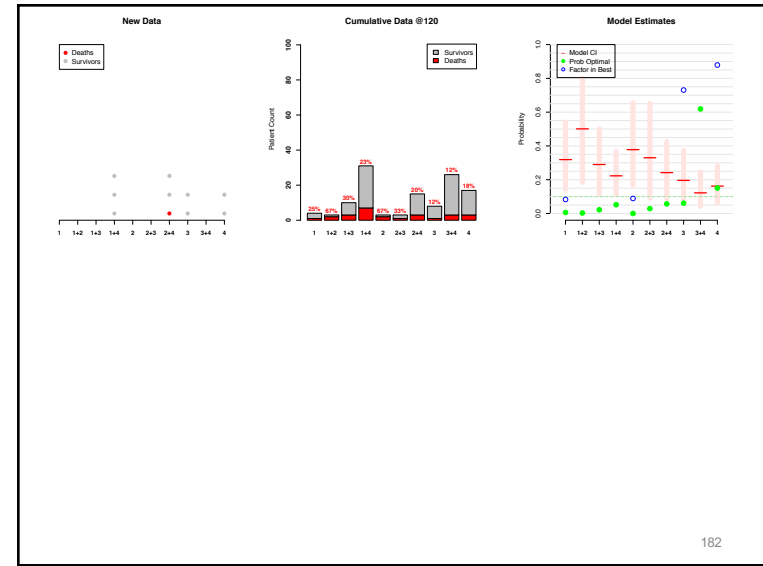 New Data
Deaths
Survivors
1 1+2 1+3 1+4 2 2+3 2+4 3 3+4 4
Cumulative Data @120
Survivors
Deaths
Patient Count
0 20 40 60 80 100
25% 67% 30% 23% 67% 33% 20% 12% 12% 18%
1 1+2 1+3 1+4 2 2+3 2+4 3 3+4 4
Model Estimates
Model CI
Prob Optimal
Factor in Best
Probability
0.0 0.2 0.4 0.6 0.8 1.0
1 1+2 1+3 1+4 2 2+3 2+4 3 3+4 4
182